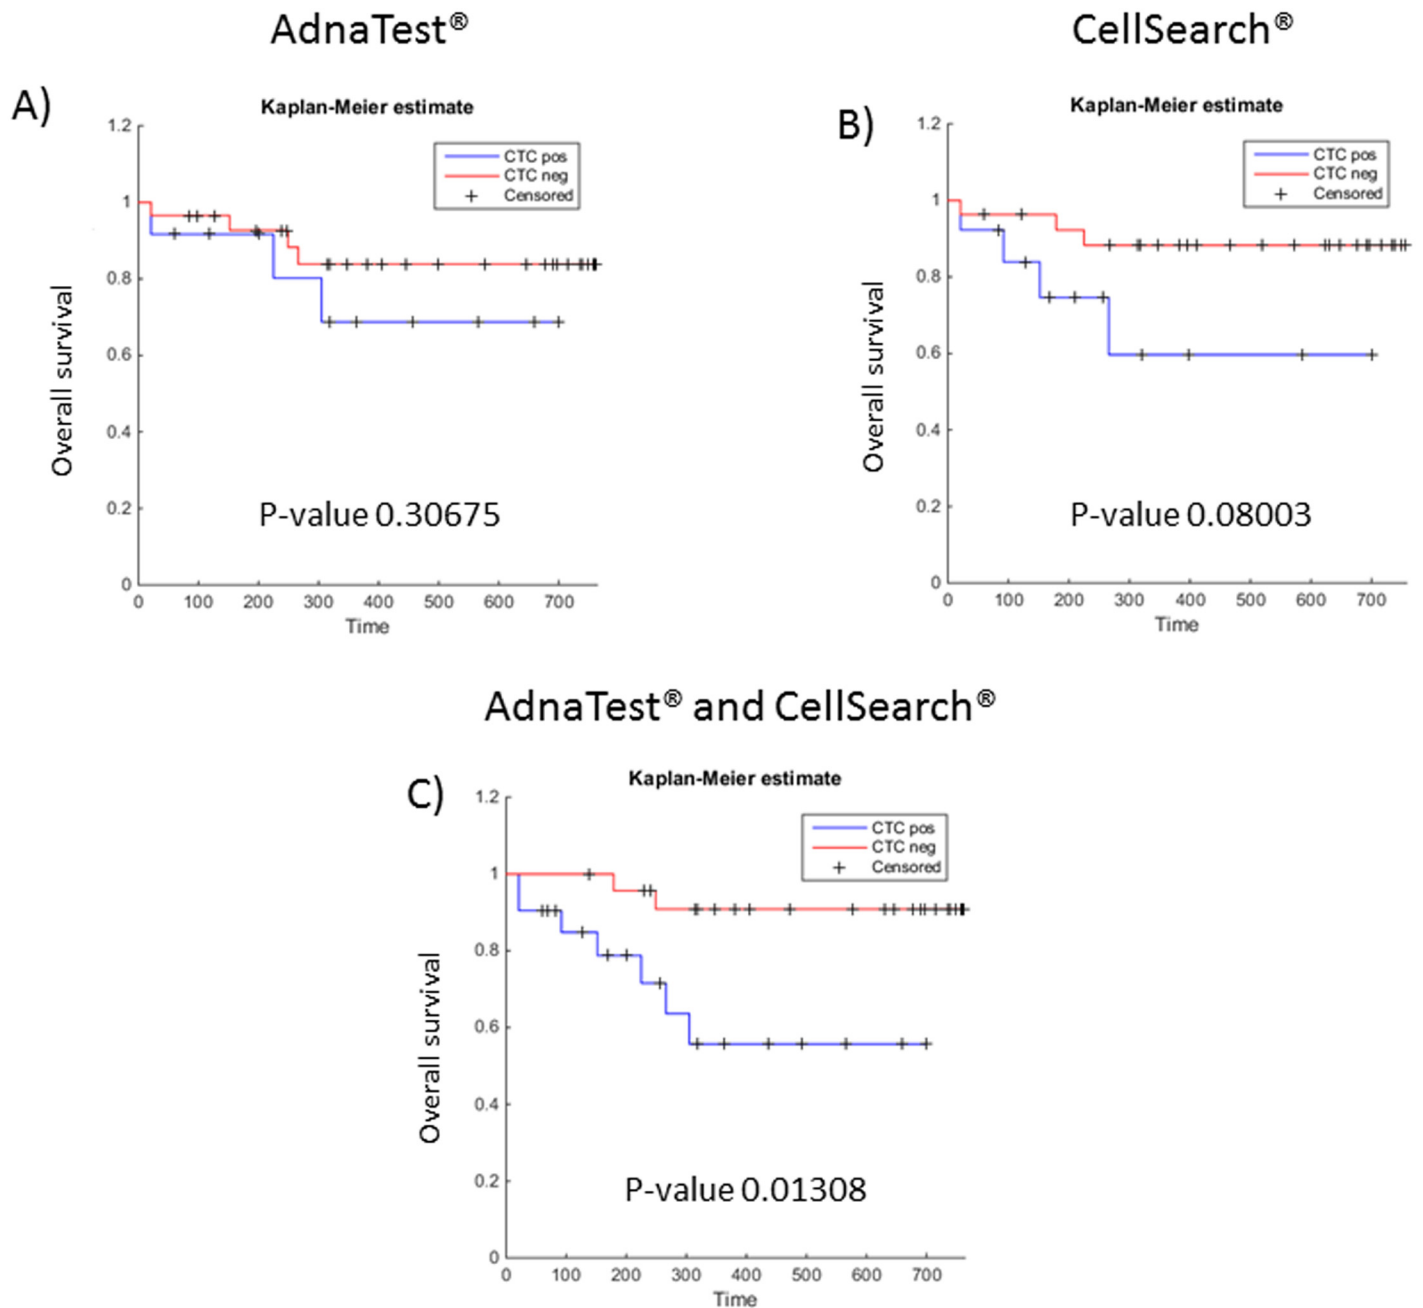 AdnaTest®
CellSearch®
A)
Kaplan-Meier estimate
CTC pos
CTC neg
Censored
1.2
1
0.8
0.6
0.4
0.2
0
Overall survival
P-value 0.30675
0 100 200 300 400 500 600 700
Time
B)
Kaplan-Meier estimate
CTC pos
CTC neg
Censored
1.2
1
0.8
0.6
0.4
0.2
0
Overall survival
P-value 0.08003
0 100 200 300 400 500 600 700
Time
AdnaTest® and CellSearch®
C)
Kaplan-Meier estimate
CTC pos
CTC neg
Censored
1.2
1
0.8
0.6
0.4
0.2
0
Overall survival
P-value 0.01308
0 100 200 300 400 500 600 700
Time